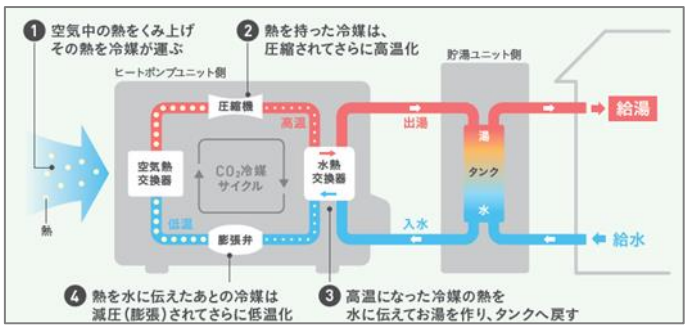 1 空気中の熱をくみ上げ
その熱を冷媒が運ぶ
2 熱を持った冷媒は、
圧縮されてさらに高温化
ヒートポンプユニット側
貯湯ユニット側
圧縮機
高温
出湯
湯
給湯
空気熱
交換器
CO₂冷媒
サイクル
水熱
交換器
タンク
熱
低温
膨張弁
入水
水
給水
4 熱を水に伝えたあとの冷媒は
減圧(膨張)されてさらに低温化
3 高温になった冷媒の熱を
水に伝えてお湯を作り、タンクへ戻す